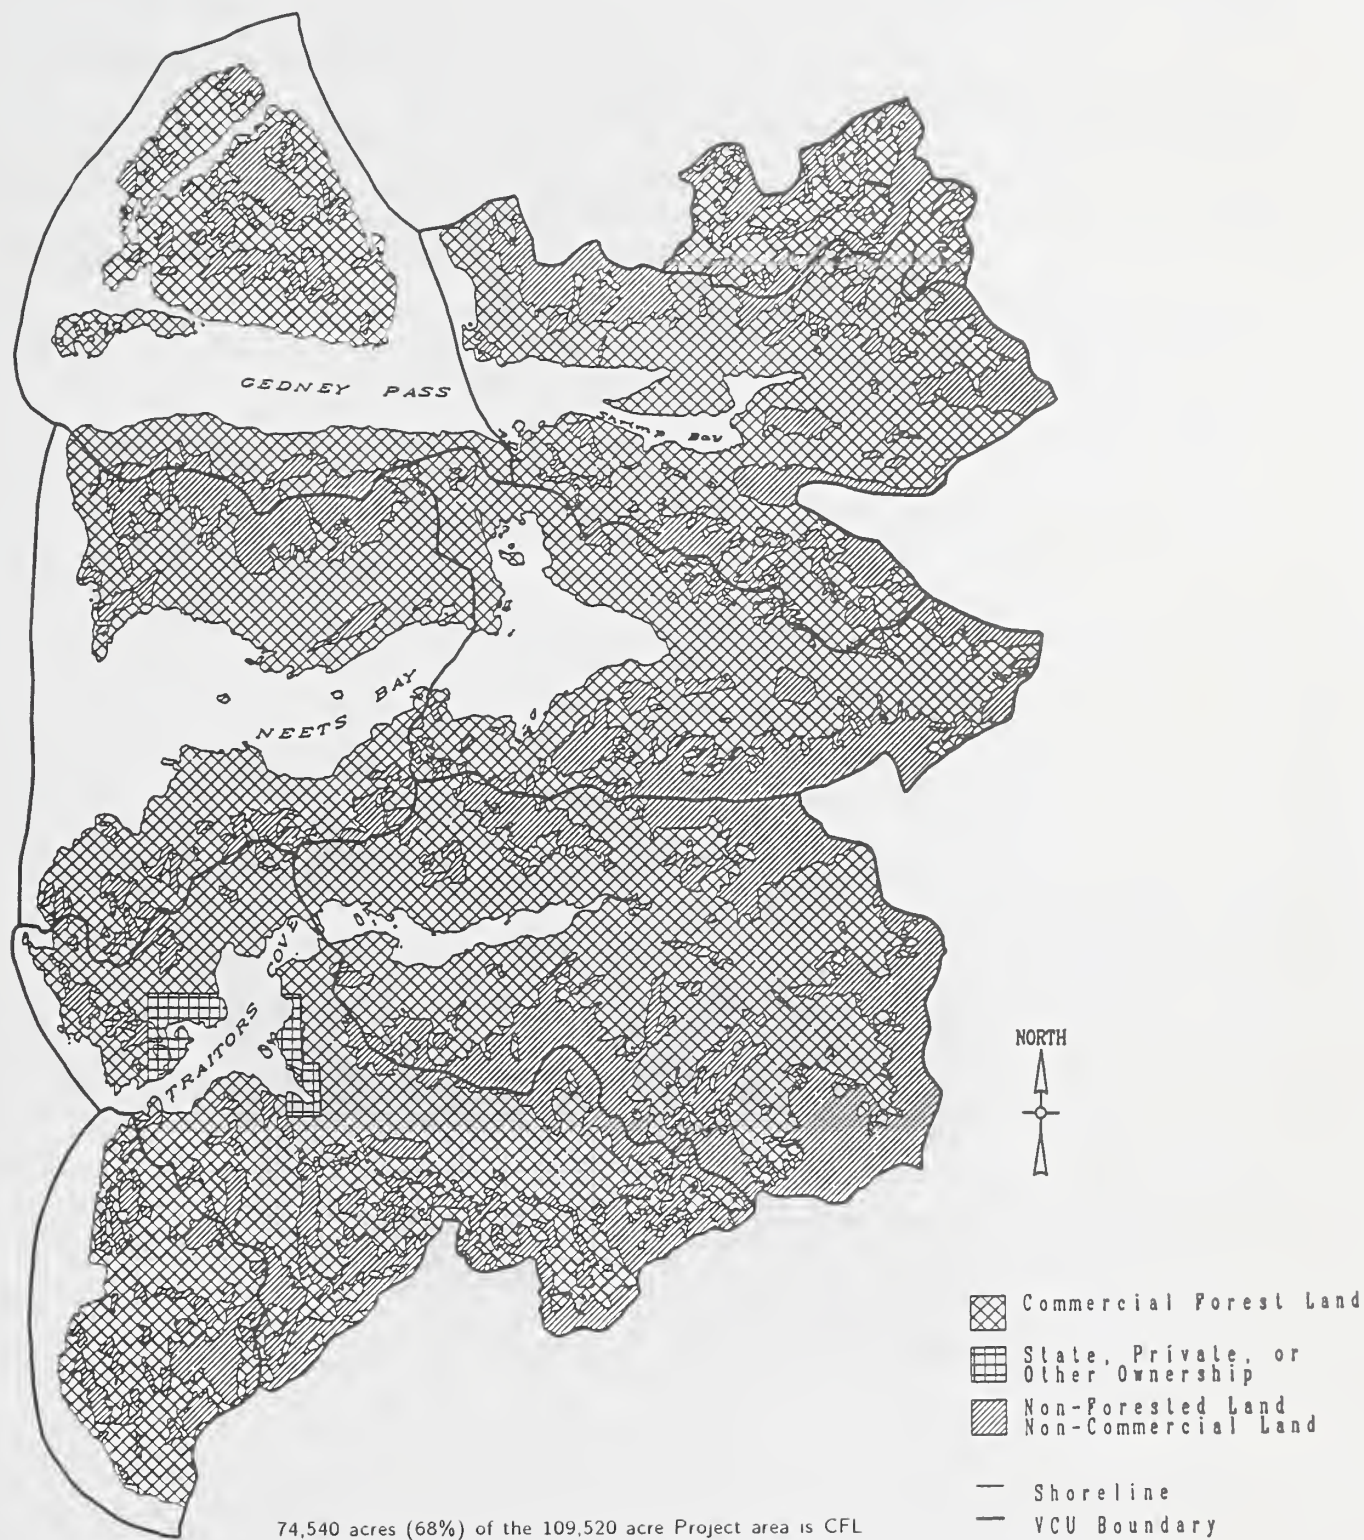 GEDNEY PASS
Shrimp Bay
NEETS BAY
TRAITORS COVE
NORTH
Commercial Forest Land
State, Private, or
Other Ownership
Non-Forested Land
Non-Commercial Land
Shoreline
VCU Boundary
74,540 acres (68%) of the 109,520 acre Project area is CFL